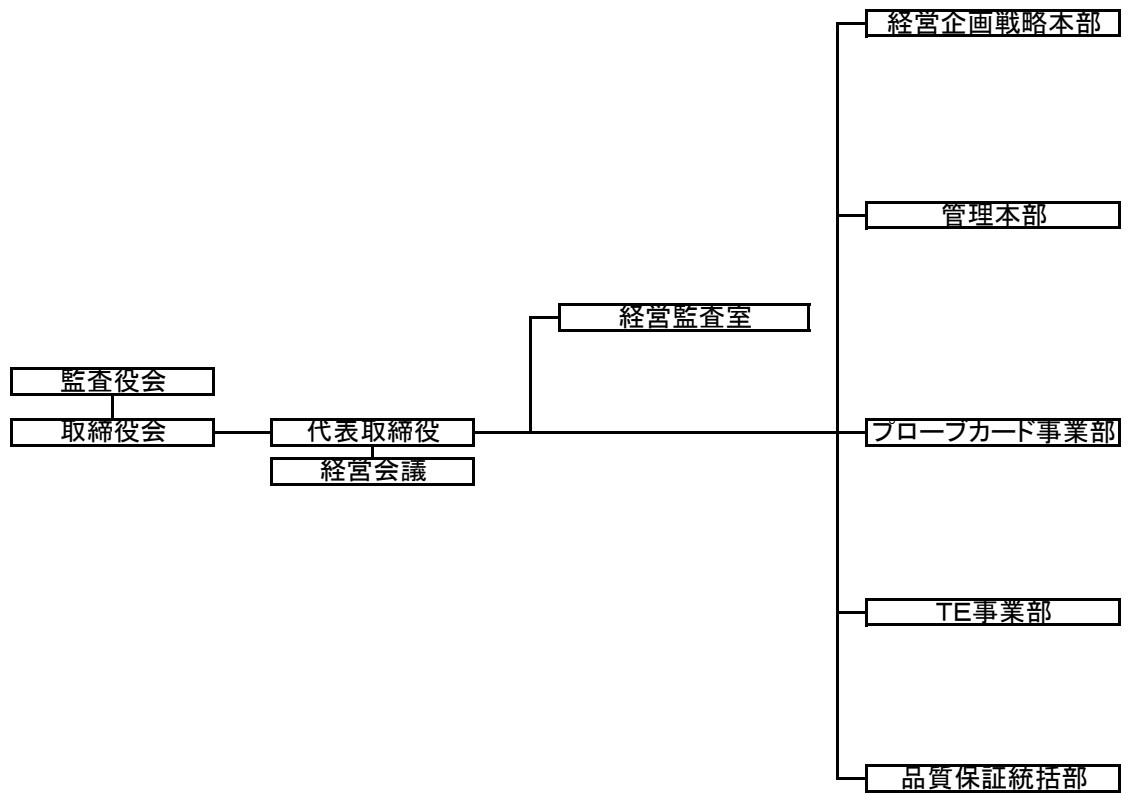 経営企画戦略本部
管理本部
経営監査室
監査役会
取締役会
代表取締役
プローブカード事業部
経営会議
TE事業部
品質保証統括部